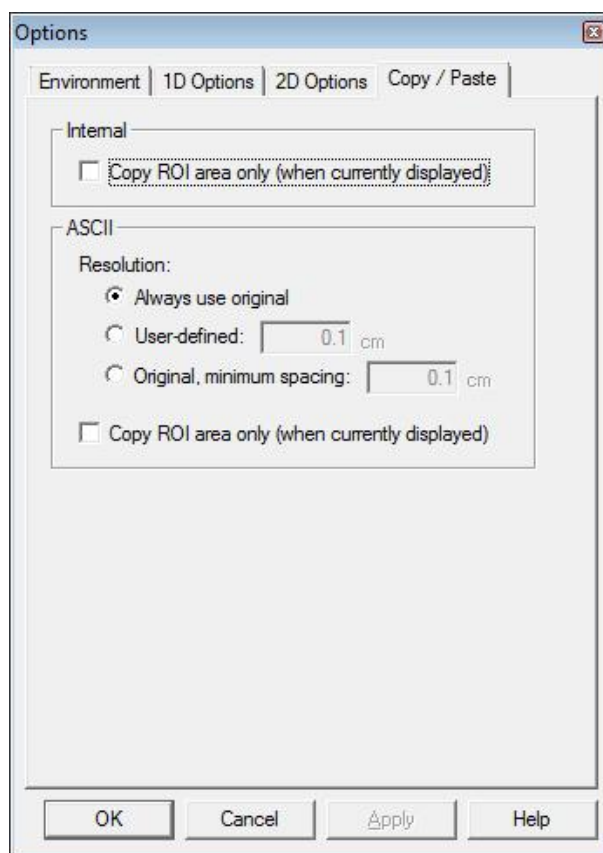 Options
Environment 1D Options 2D Options Copy / Paste
Internal
Copy ROI area only (when currently displayed)
ASCII
Resolution:
Always use original
User-defined: 0.1 cm
Original, minimum spacing: 0.1 cm
Copy ROI area only (when currently displayed)
OK Cancel Apply Help